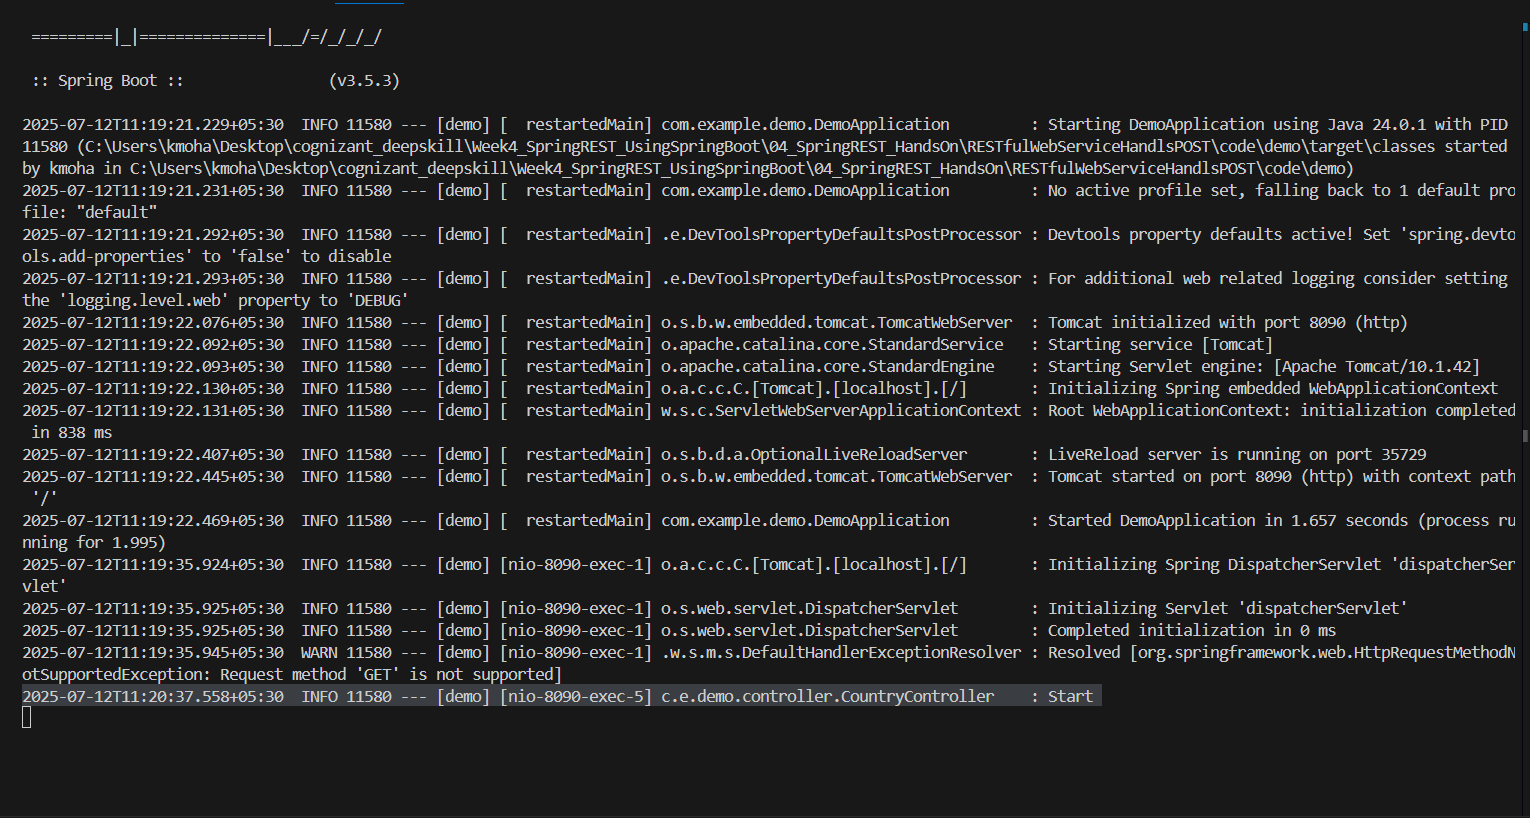 =========|_|==============|___/=/_/_/_/
:: Spring Boot ::                (v3.5.3)
2025-07-12T11:19:21.229+05:30  INFO 11580 --- [demo] [  restartedMain] com.example.demo.DemoApplication         : Starting DemoApplication using Java 24.0.1 with PID
11580 (C:\Users\kmoha\Desktop\cognizant_deepskill\Week4_SpringREST_UsingSpringBoot\04_SpringREST_HandsOn\RESTfulWebServiceHandlsPOST\code\demo\target\classes started
by kmoha in C:\Users\kmoha\Desktop\cognizant_deepskill\Week4_SpringREST_UsingSpringBoot\04_SpringREST_HandsOn\RESTfulWebServiceHandlsPOST\code\demo)
2025-07-12T11:19:21.231+05:30  INFO 11580 --- [demo] [  restartedMain] com.example.demo.DemoApplication         : No active profile set, falling back to 1 default pro
file: "default"
2025-07-12T11:19:21.292+05:30  INFO 11580 --- [demo] [  restartedMain] .e.DevToolsPropertyDefaultsPostProcessor : Devtools property defaults active! Set 'spring.devto
ols.add-properties' to 'false' to disable
2025-07-12T11:19:21.293+05:30  INFO 11580 --- [demo] [  restartedMain] .e.DevToolsPropertyDefaultsPostProcessor : For additional web related logging consider setting
the 'logging.level.web' property to 'DEBUG'
2025-07-12T11:19:22.076+05:30  INFO 11580 --- [demo] [  restartedMain] o.s.b.w.embedded.tomcat.TomcatWebServer  : Tomcat initialized with port 8090 (http)
2025-07-12T11:19:22.092+05:30  INFO 11580 --- [demo] [  restartedMain] o.apache.catalina.core.StandardService   : Starting service [Tomcat]
2025-07-12T11:19:22.093+05:30  INFO 11580 --- [demo] [  restartedMain] o.apache.catalina.core.StandardEngine    : Starting Servlet engine: [Apache Tomcat/10.1.42]
2025-07-12T11:19:22.130+05:30  INFO 11580 --- [demo] [  restartedMain] o.a.c.c.C.[Tomcat].[localhost].[/]       : Initializing Spring embedded WebApplicationContext
2025-07-12T11:19:22.131+05:30  INFO 11580 --- [demo] [  restartedMain] w.s.c.ServletWebServerApplicationContext : Root WebApplicationContext: initialization completed
in 838 ms
2025-07-12T11:19:22.407+05:30  INFO 11580 --- [demo] [  restartedMain] o.s.b.d.a.OptionalLiveReloadServer       : LiveReload server is running on port 35729
2025-07-12T11:19:22.445+05:30  INFO 11580 --- [demo] [  restartedMain] o.s.b.w.embedded.tomcat.TomcatWebServer  : Tomcat started on port 8090 (http) with context path
'/'
2025-07-12T11:19:22.469+05:30  INFO 11580 --- [demo] [  restartedMain] com.example.demo.DemoApplication         : Started DemoApplication in 1.657 seconds (process ru
nning for 1.995)
2025-07-12T11:19:35.924+05:30  INFO 11580 --- [demo] [nio-8090-exec-1] o.a.c.c.C.[Tomcat].[localhost].[/]       : Initializing Spring DispatcherServlet 'dispatcherSer
vlet'
2025-07-12T11:19:35.925+05:30  INFO 11580 --- [demo] [nio-8090-exec-1] o.s.web.servlet.DispatcherServlet        : Initializing Servlet 'dispatcherServlet'
2025-07-12T11:19:35.925+05:30  INFO 11580 --- [demo] [nio-8090-exec-1] o.s.web.servlet.DispatcherServlet        : Completed initialization in 0 ms
2025-07-12T11:19:35.945+05:30  WARN 11580 --- [demo] [nio-8090-exec-1] .w.s.m.s.DefaultHandlerExceptionResolver : Resolved [org.springframework.web.HttpRequestMethodN
otSupportedException: Request method 'GET' is not supported]
2025-07-12T11:20:37.558+05:30  INFO 11580 --- [demo] [nio-8090-exec-5] c.e.demo.controller.CountryController    : Start